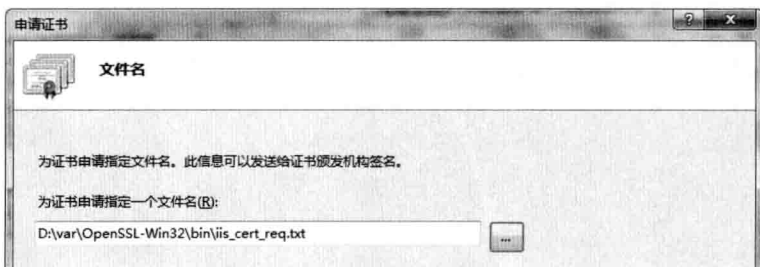 申请证书
文件名
为证书申请指定文件名。此信息可以发送给证书颁发机构签名。
为证书申请指定一个文件名(R):
D:\var\OpenSSL-Win32\bin\iis_cert_req.txt
...